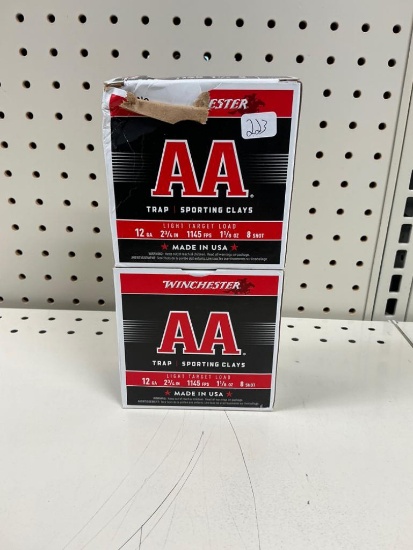 ESTER
223
AA
TRAP | SPORTING CLAYS
LIGHT TARGET LOAD
12 GA 2¾ IN 1145 FPS 1⅛ OZ 8 SHOT
★ MADE IN USA ★
WINCHESTER
AA
TRAP | SPORTING CLAYS
LIGHT TARGET LOAD
12 GA 2¾ IN 1145 FPS 1⅛ OZ 8 SHOT
★ MADE IN USA ★